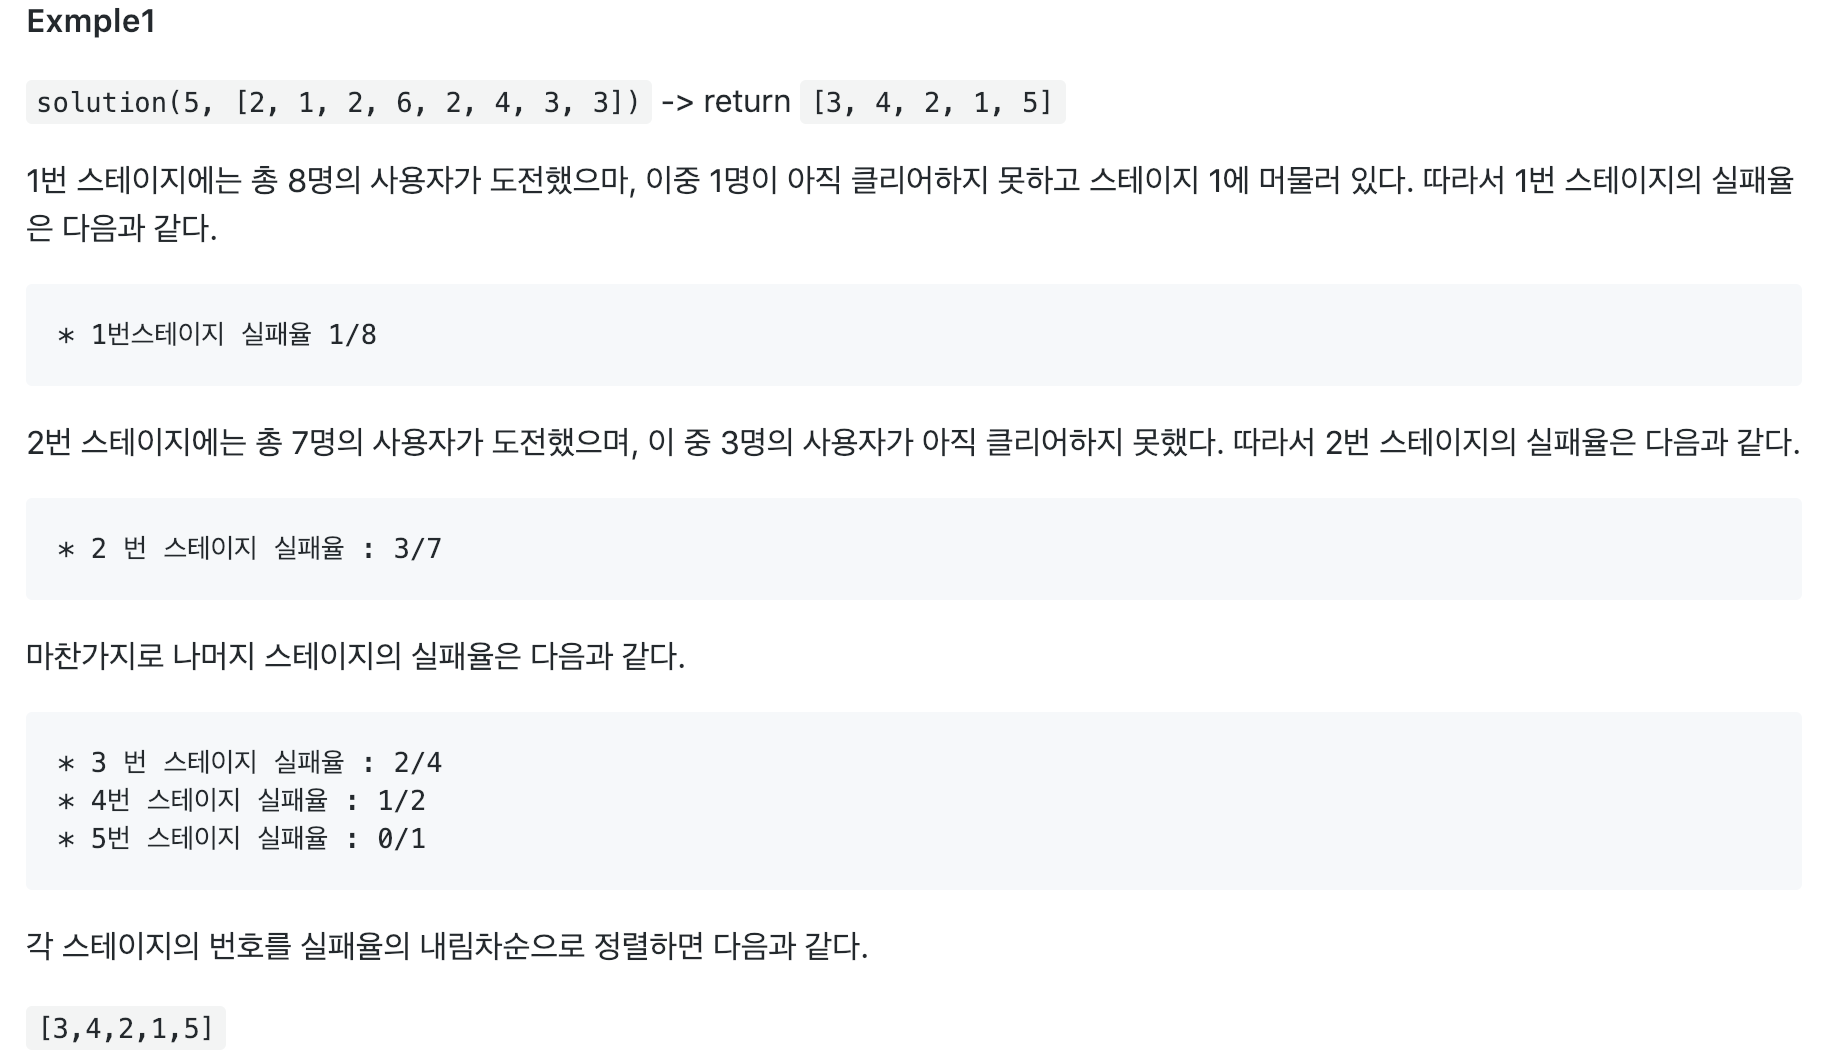 Exmple1
solution(5, [2, 1, 2, 6, 2, 4, 3, 3]) -> return [3, 4, 2, 1, 5]
1번 스테이지에는 총 8명의 사용자가 도전했으마, 이중 1명이 아직 클리어하지 못하고 스테이지 1에 머물러 있다. 따라서 1번 스테이지의 실패율
은 다음과 같다.
* 1번스테이지 실패율 1/8
2번 스테이지에는 총 7명의 사용자가 도전했으며, 이 중 3명의 사용자가 아직 클리어하지 못했다. 따라서 2번 스테이지의 실패율은 다음과 같다.
* 2 번 스테이지 실패율 : 3/7
마찬가지로 나머지 스테이지의 실패율은 다음과 같다.
* 3 번 스테이지 실패율 : 2/4
* 4번 스테이지 실패율 : 1/2
* 5번 스테이지 실패율 : 0/1
각 스테이지의 번호를 실패율의 내림차순으로 정렬하면 다음과 같다.
[3,4,2,1,5]